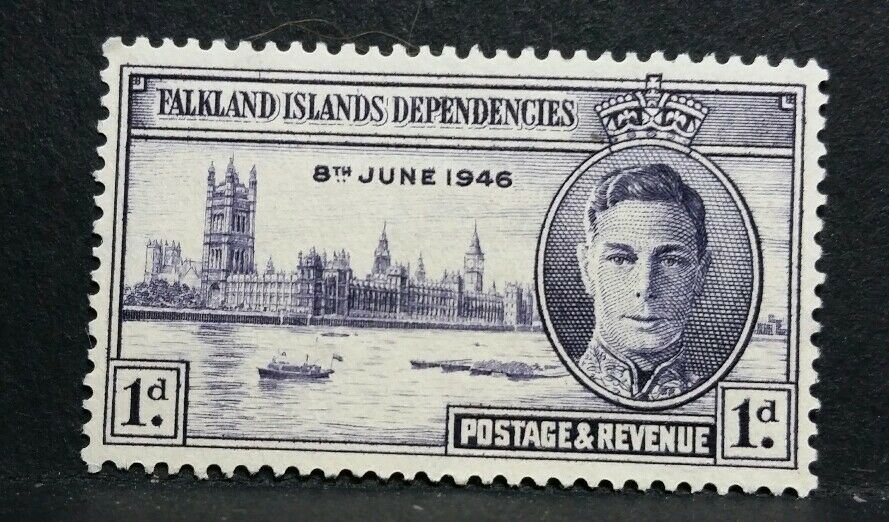 FALKLAND ISLANDS DEPENDENCIES
8TH JUNE 1946
1d.
POSTAGE & REVENUE
1d.